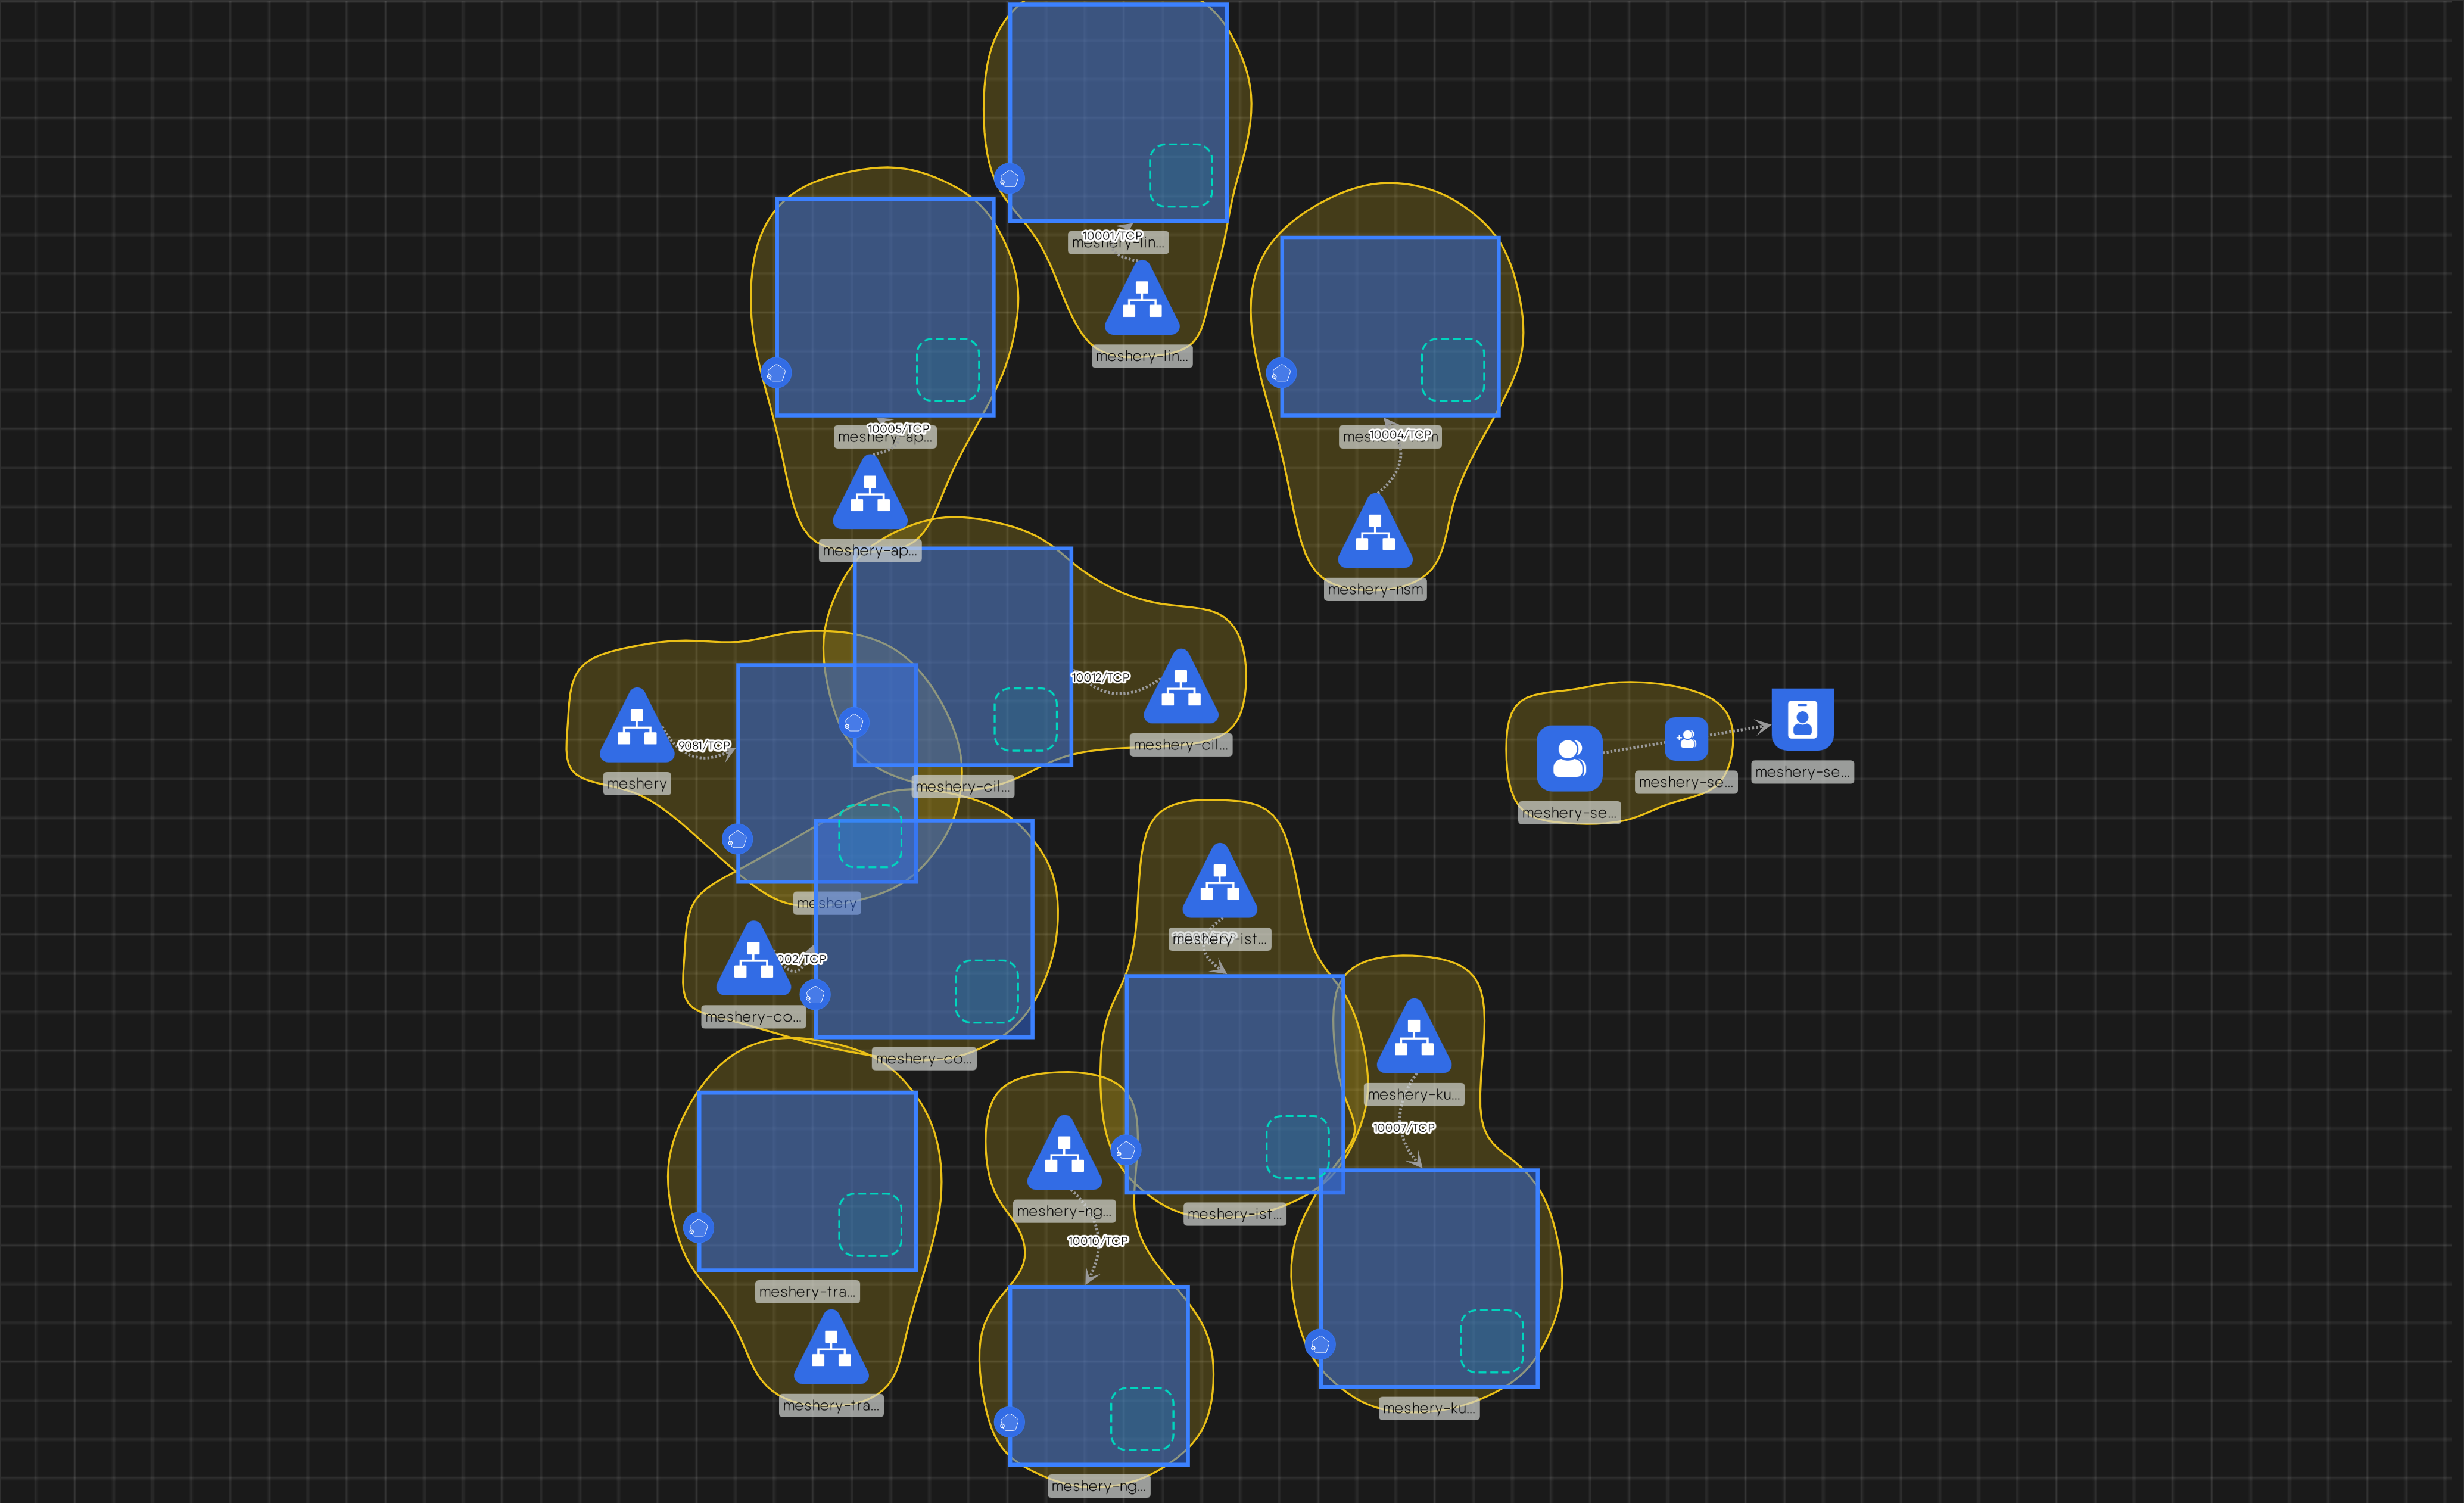 10001/TCP
meshery-lin...
meshery-lin...
10005/TCP
meshery-ap...
meshery-ap...
10004/TCP
meshery-nsm
10012/TCP
meshery-cil...
meshery-cil...
9081/TCP
meshery
meshery
meshery-se...
meshery-se...
meshery-se...
002/TCP
meshery-co...
meshery-co...
meshery-ist...
meshery-ist...
meshery-ku...
10007/TCP
meshery-ku...
meshery-ng...
10010/TCP
meshery-ng...
meshery-tra...
meshery-tra...